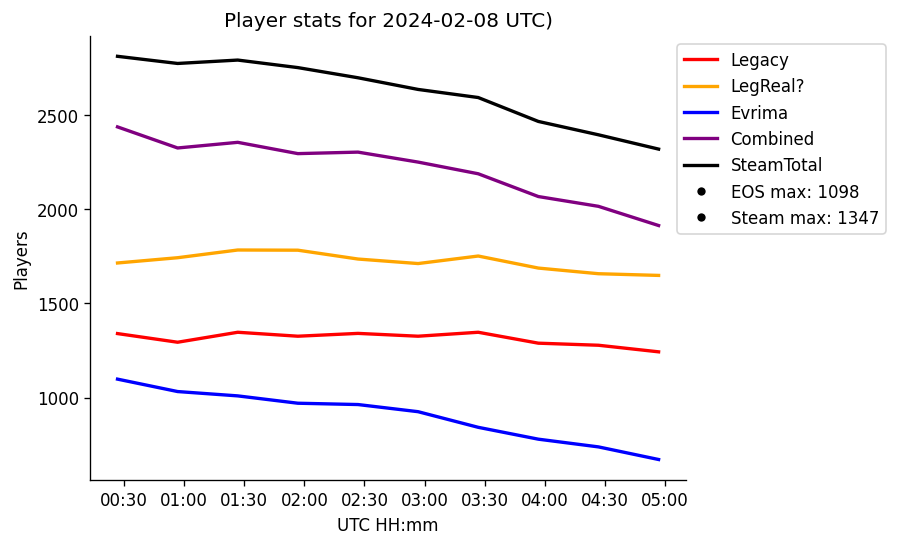 Player stats for 2024-02-08 UTC)
Legacy
LegReal?
Evrima
Combined
SteamTotal
EOS max: 1098
Steam max: 1347
Players
2500
2000
1500
1000
00:30 01:00 01:30 02:00 02:30 03:00 03:30 04:00 04:30 05:00
UTC HH:mm